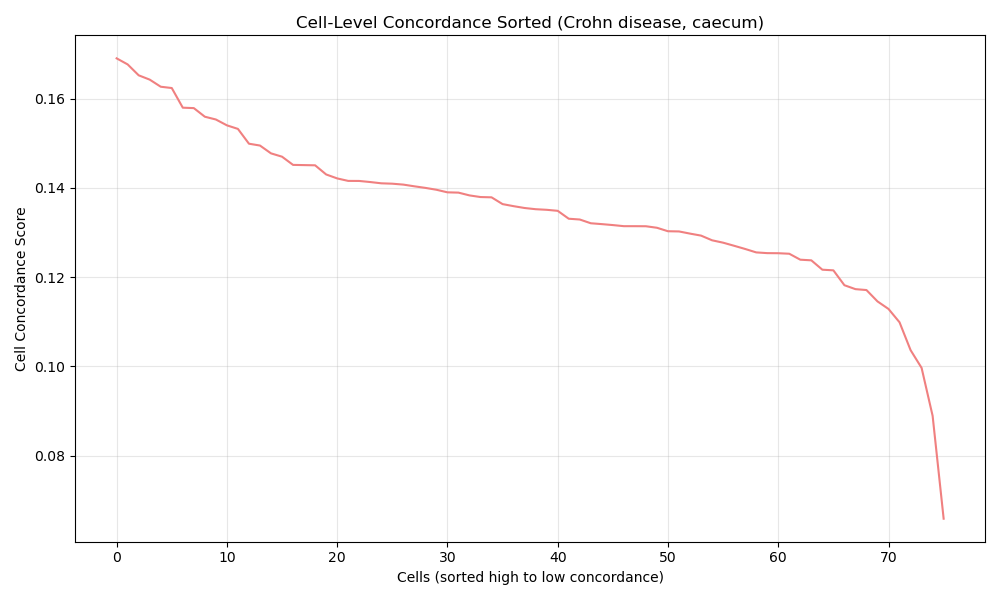 Cell-Level Concordance Sorted (Crohn disease, caecum)
Cell Concordance Score
0.16
0.14
0.12
0.10
0.08
0 10 20 30 40 50 60 70
Cells (sorted high to low concordance)